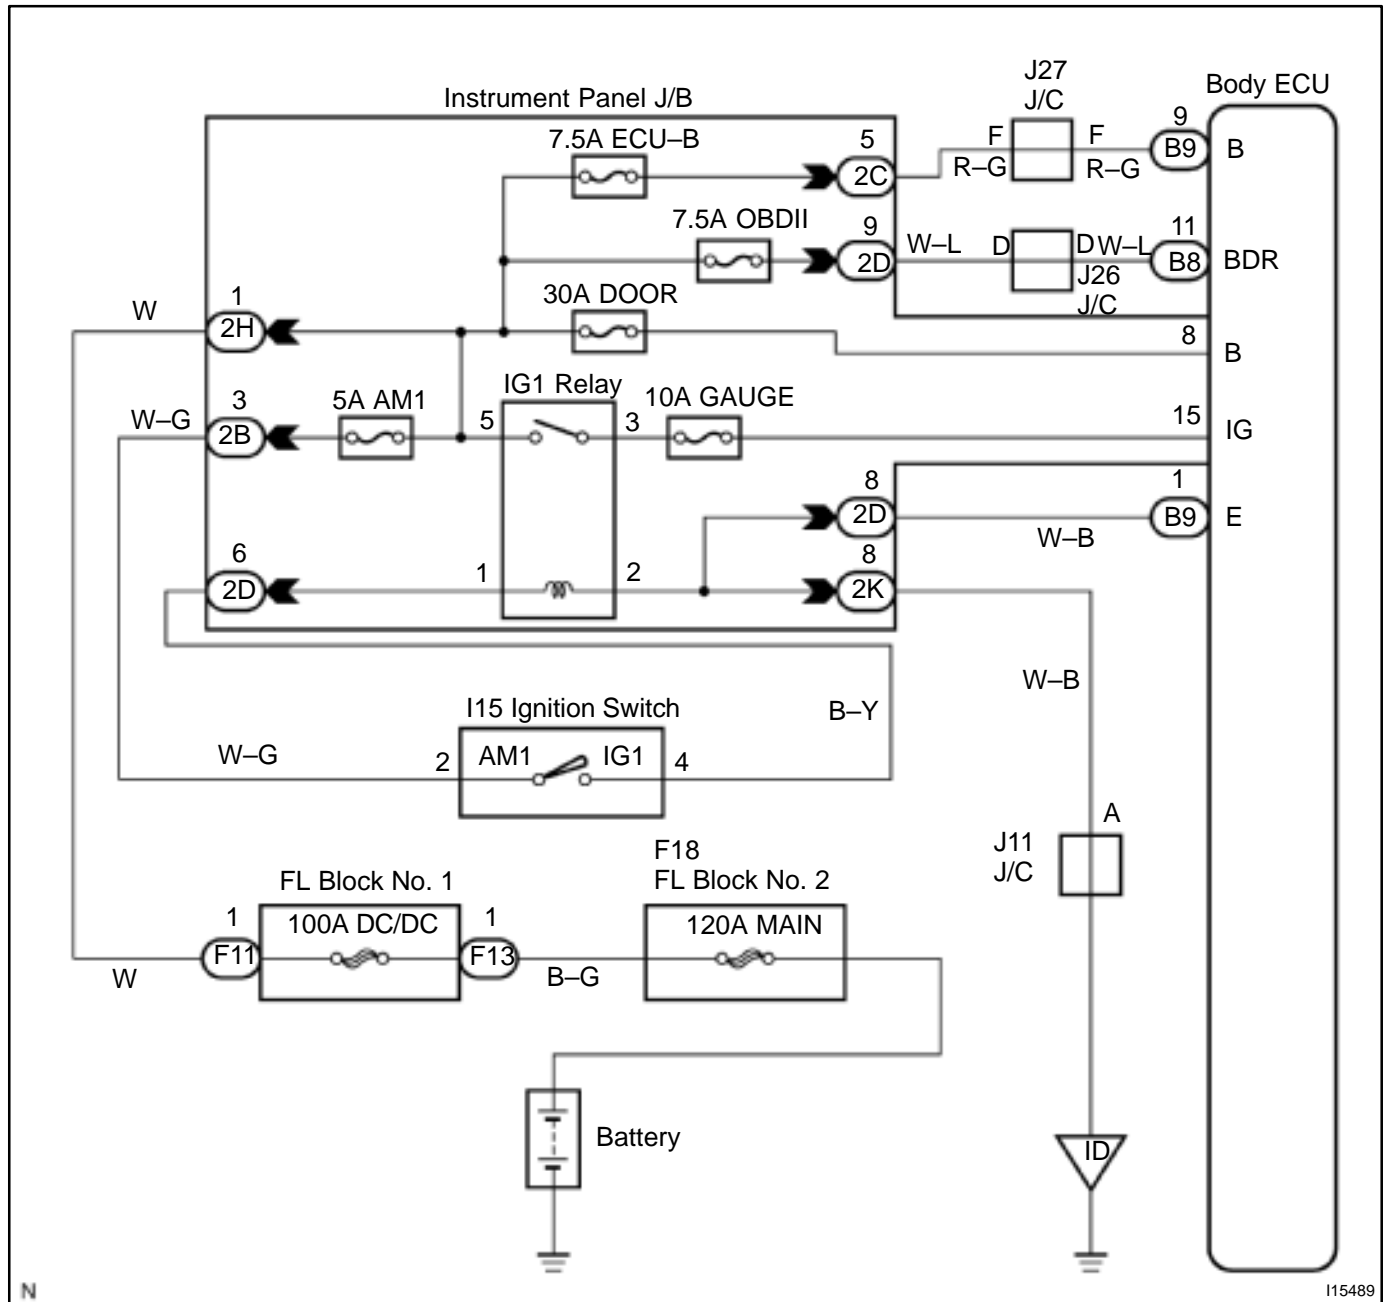 J27
J/C
Body ECU
Instrument Panel J/B
7.5A ECU–B
5
2C
F
F
R–G
R–G
9
B9
B
7.5A OBDII
9
2D
W–L
D
D
W–L
J26
J/C
11
B8
BDR
30A DOOR
W
1
2H
8
B
IG1 Relay
W–G
3
2B
5A AM1
5
3
10A GAUGE
15
IG
8
2D
1
B9
E
W–B
6
2D
1
2
8
2K
W–B
I15 Ignition Switch
B–Y
W–G
2
AM1
IG1
4
A
J11
J/C
F18
FL Block No. 1
FL Block No. 2
1
100A DC/DC
1
120A MAIN
F11
F13
W
B–G
Battery
ID
N
I15489